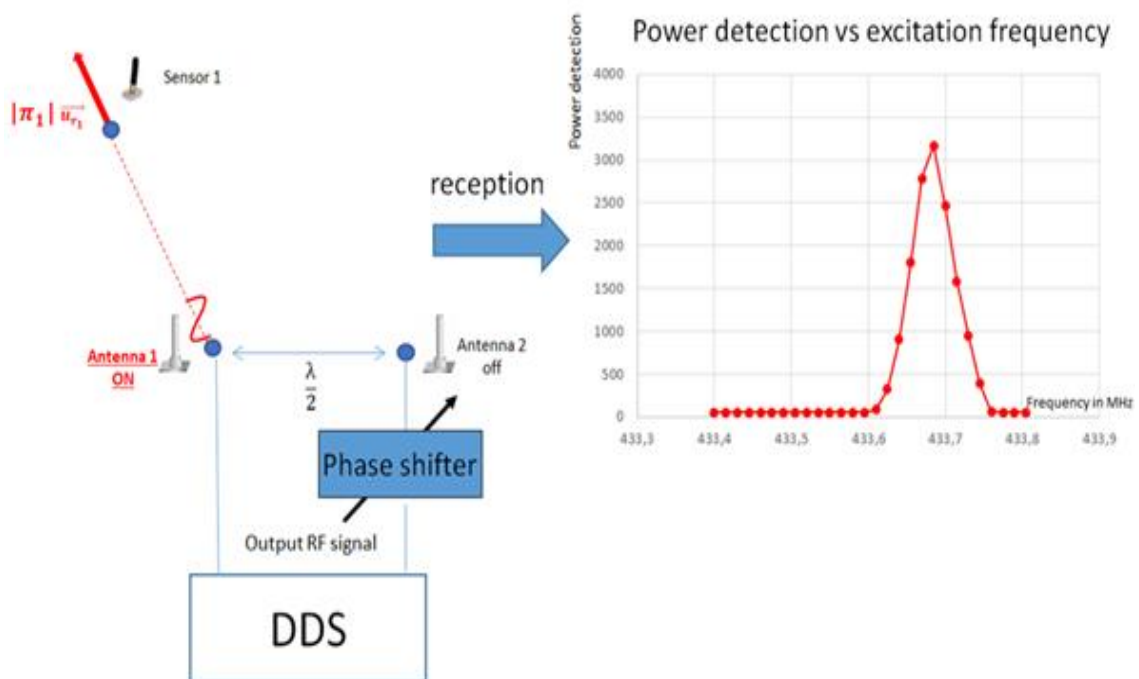 Sensor 1
|π₁| u_r₁
Antenna 1
ON
λ/2
Antenna 2
off
Phase shifter
Output RF signal
DDS
reception
Power detection vs excitation frequency
Power detection
4000
3500
3000
2500
2000
1500
1000
500
0
Frequency in MHz
433,3 433,4 433,5 433,6 433,7 433,8 433,9